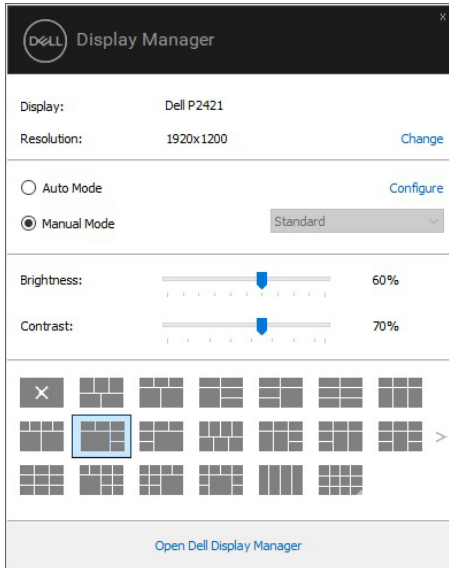 x
DELL Display Manager
Display: Dell P2421
Resolution: 1920x1200 Change
Auto Mode Configure
Manual Mode Standard
Brightness: 60%
Contrast: 70%
Open Dell Display Manager